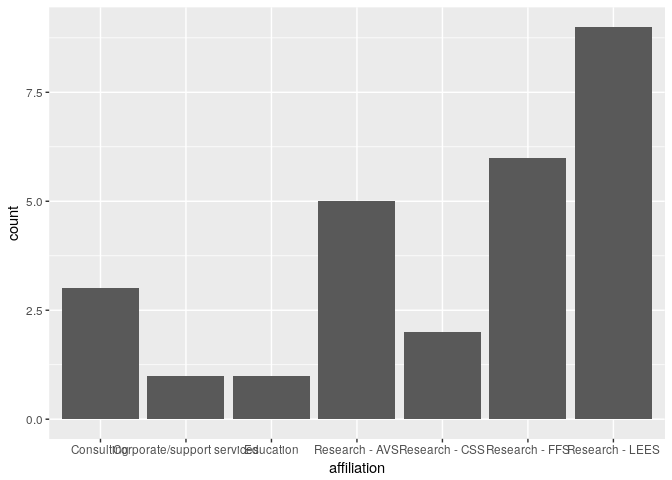 count
7.5
5.0
2.5
0.0
Consulting Corporate/support services Education Research - AVS Research - CSS Research - FFS Research - LEES
affiliation